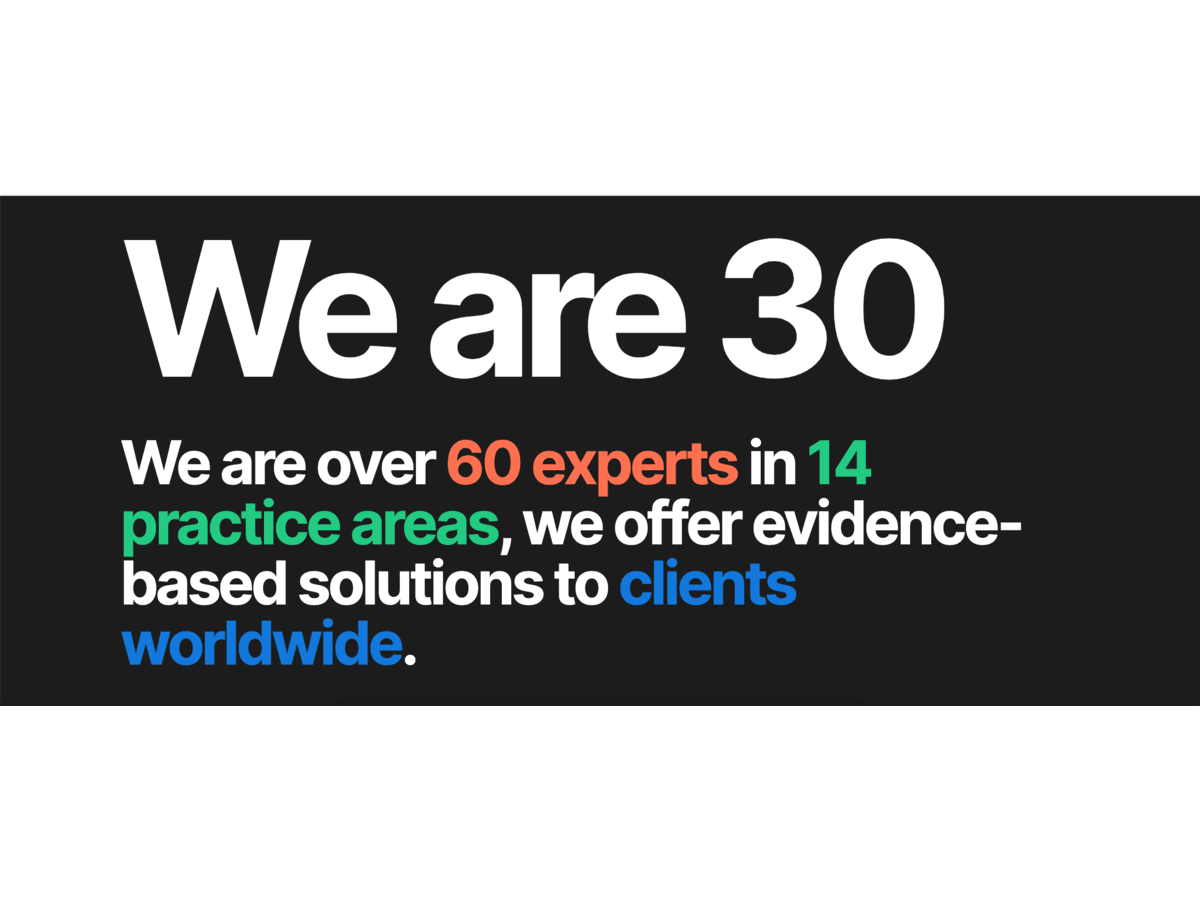 We are 30
We are over 60 experts in 14
practice areas, we offer evidence-
based solutions to clients
worldwide.